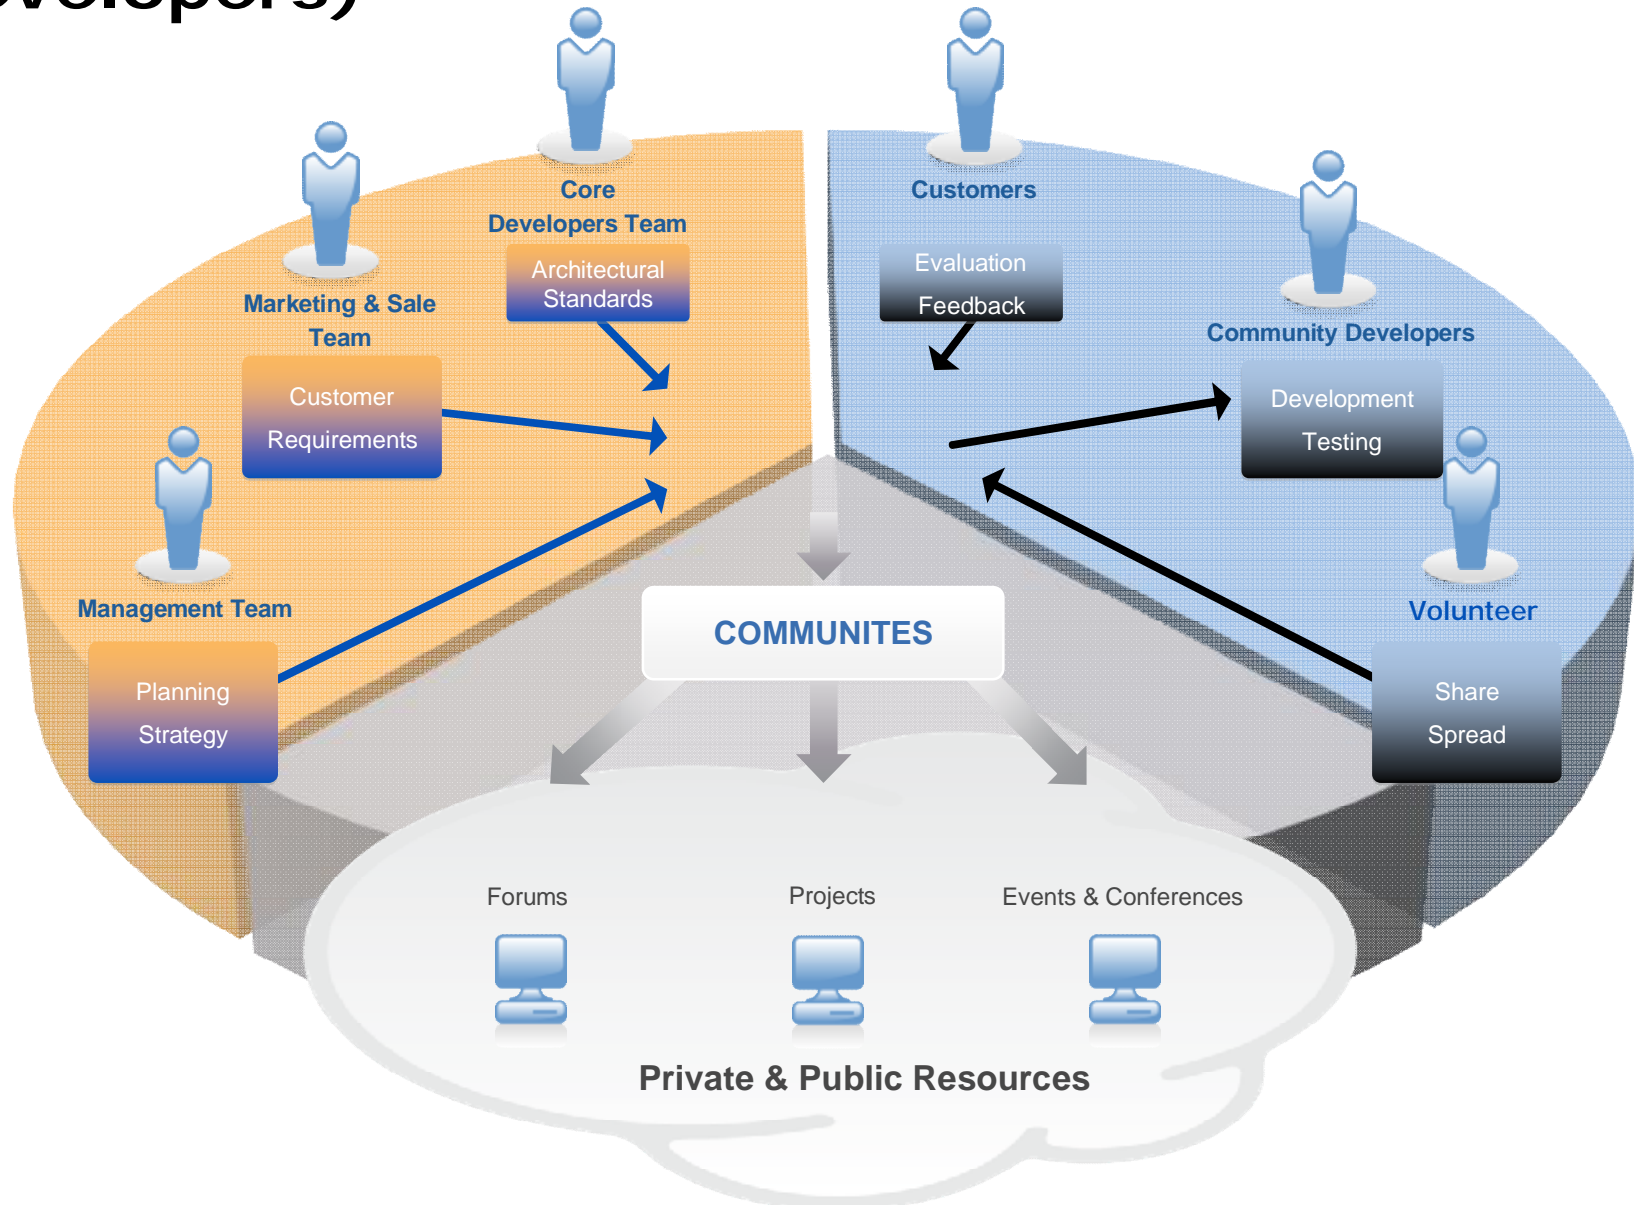 Core
Developers Team
Architectural
Standards
Customers
Evaluation
Feedback
Marketing & Sale
Team
Customer
Requirements
Community Developers
Development
Testing
Management Team
Planning
Strategy
Volunteer
Share
Spread
COMMUNITES
Forums
Projects
Events & Conferences
Private & Public Resources